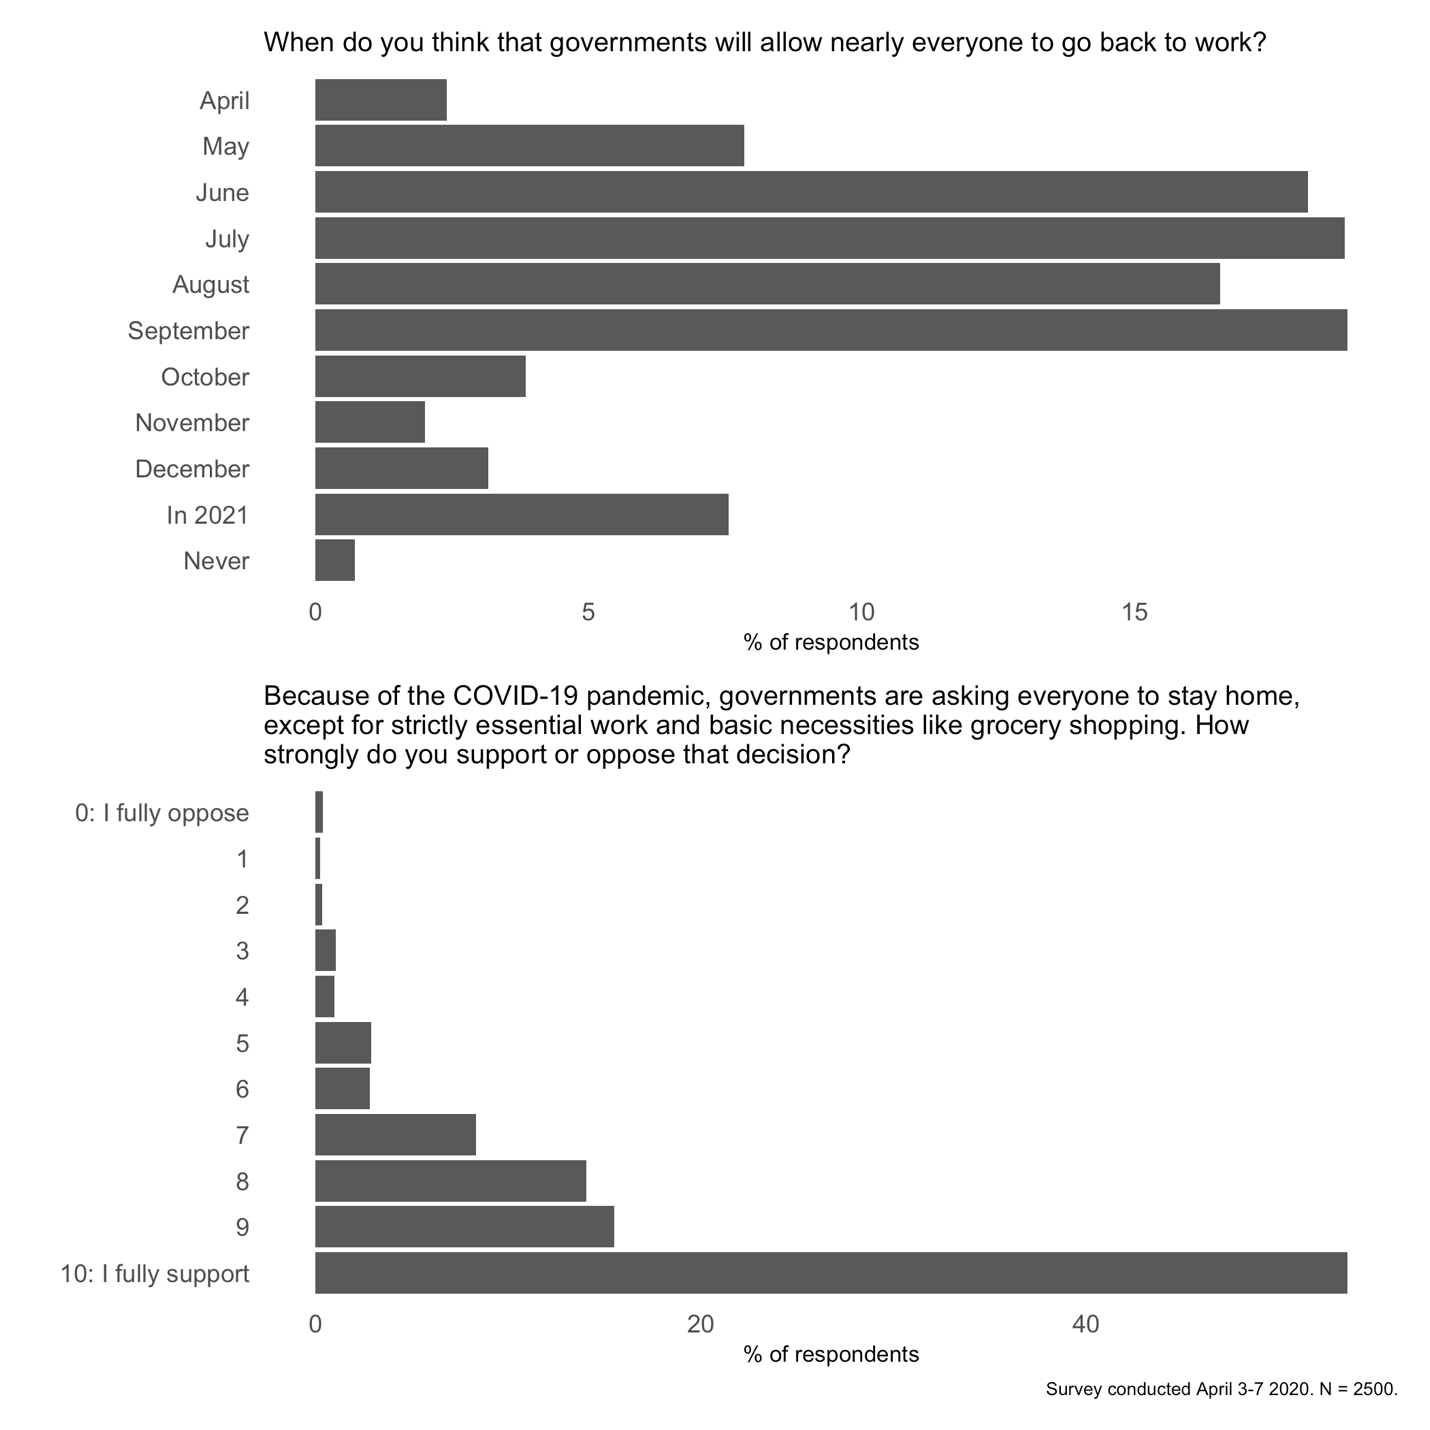 When do you think that governments will allow nearly everyone to go back to work?
April
May
June
July
August
September
October
November
December
In 2021
Never
0 5 10 15
% of respondents
Because of the COVID-19 pandemic, governments are asking everyone to stay home,
except for strictly essential work and basic necessities like grocery shopping. How
strongly do you support or oppose that decision?
0: I fully oppose
1
2
3
4
5
6
7
8
9
10: I fully support
0 20 40
% of respondents
Survey conducted April 3-7 2020. N = 2500.